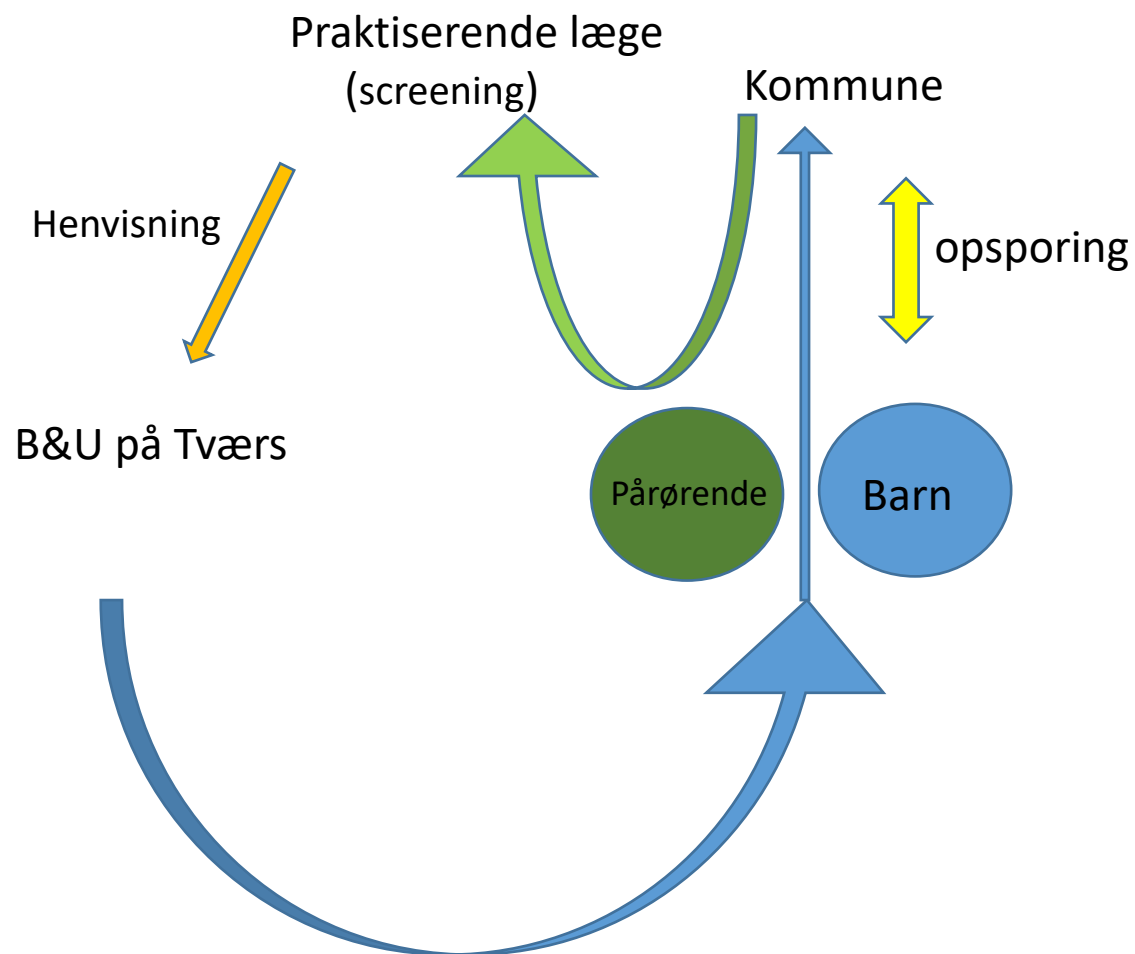 Praktiserende læge
(screening)
Kommune
Henvisning
opsporing
B&U på Tværs
Pårørende
Barn